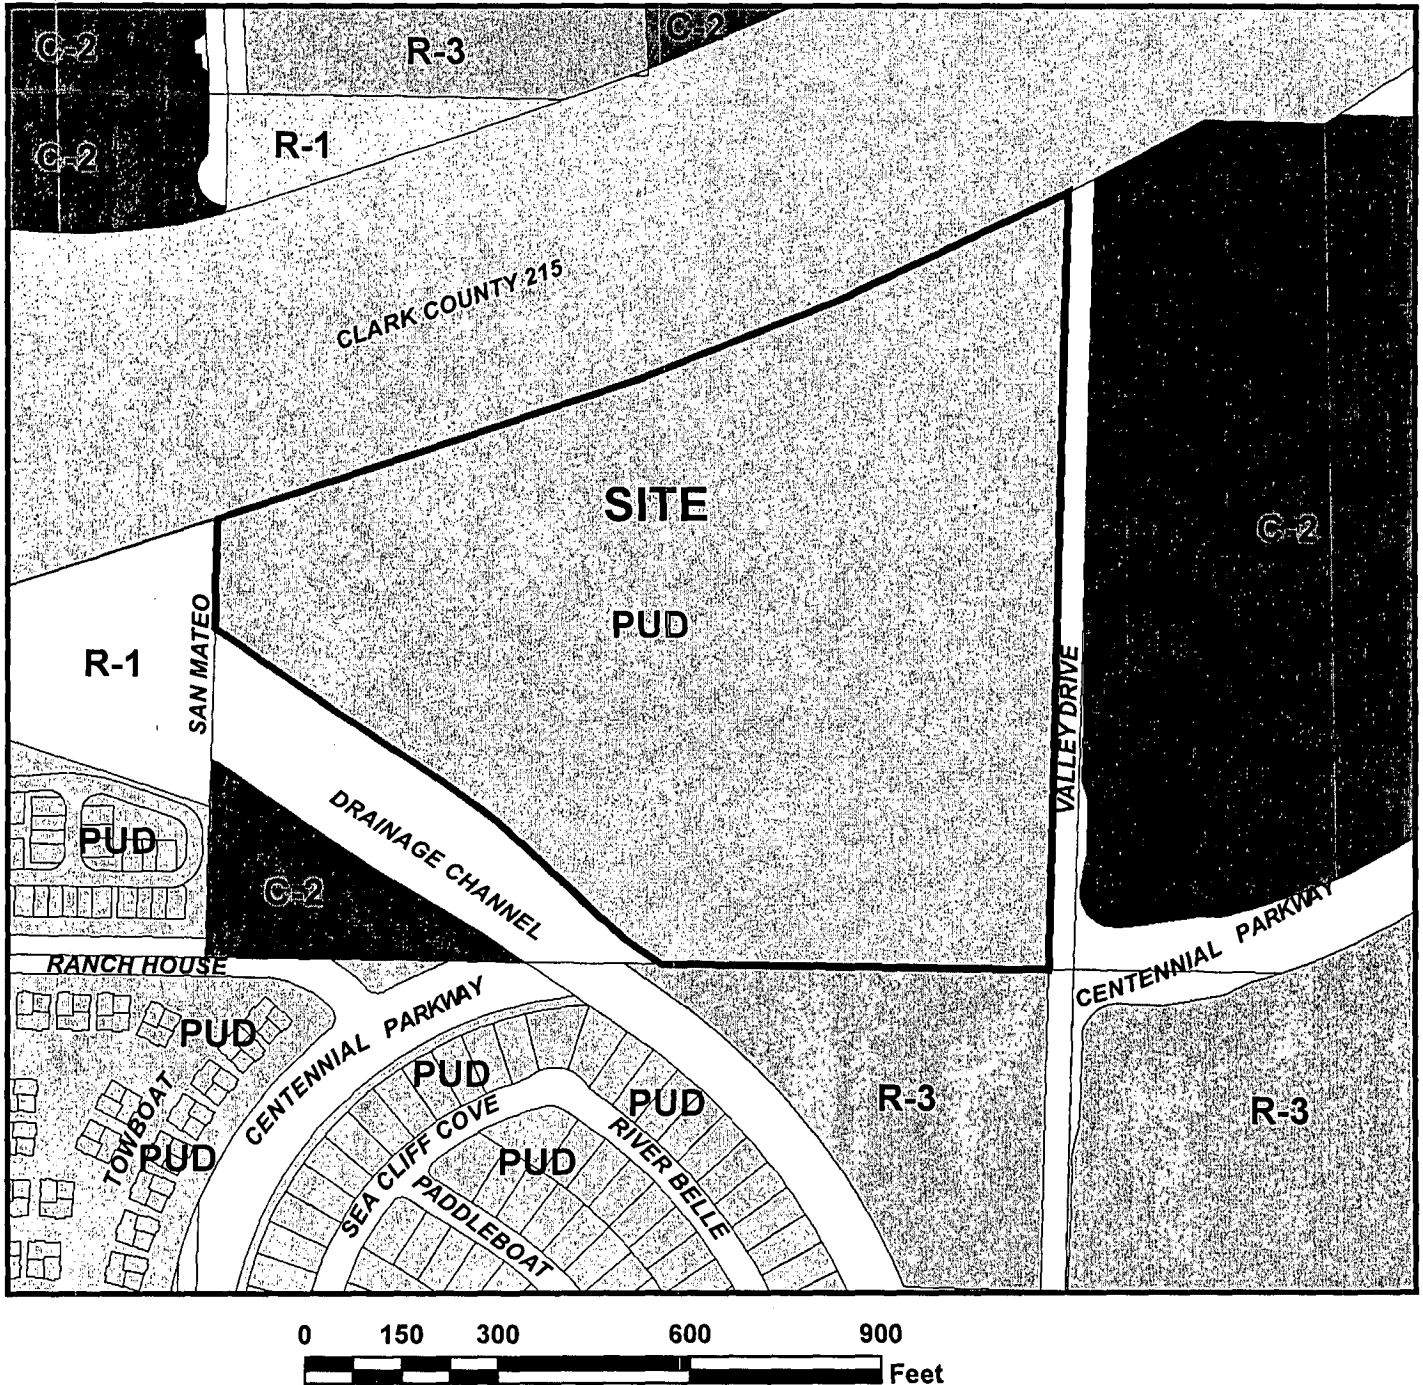 C-2
R-3
C-2
R-1
C-2
CLARK COUNTY 215
SITE
C-2
PUD
SAN MATEO
R-1
VALLEY DRIVE
DRAINAGE CHANNEL
PUD
C-2
CENTENNIAL PARKWAY
RANCH HOUSE
PUD
CENTENNIAL PARKWAY
PUD
PUD
R-3
R-3
TOWBOAT
PUD
SEA CLIFF COVE
PUD
RIVER BELLE
PADDLEBOAT
0 150 300 600 900
Feet